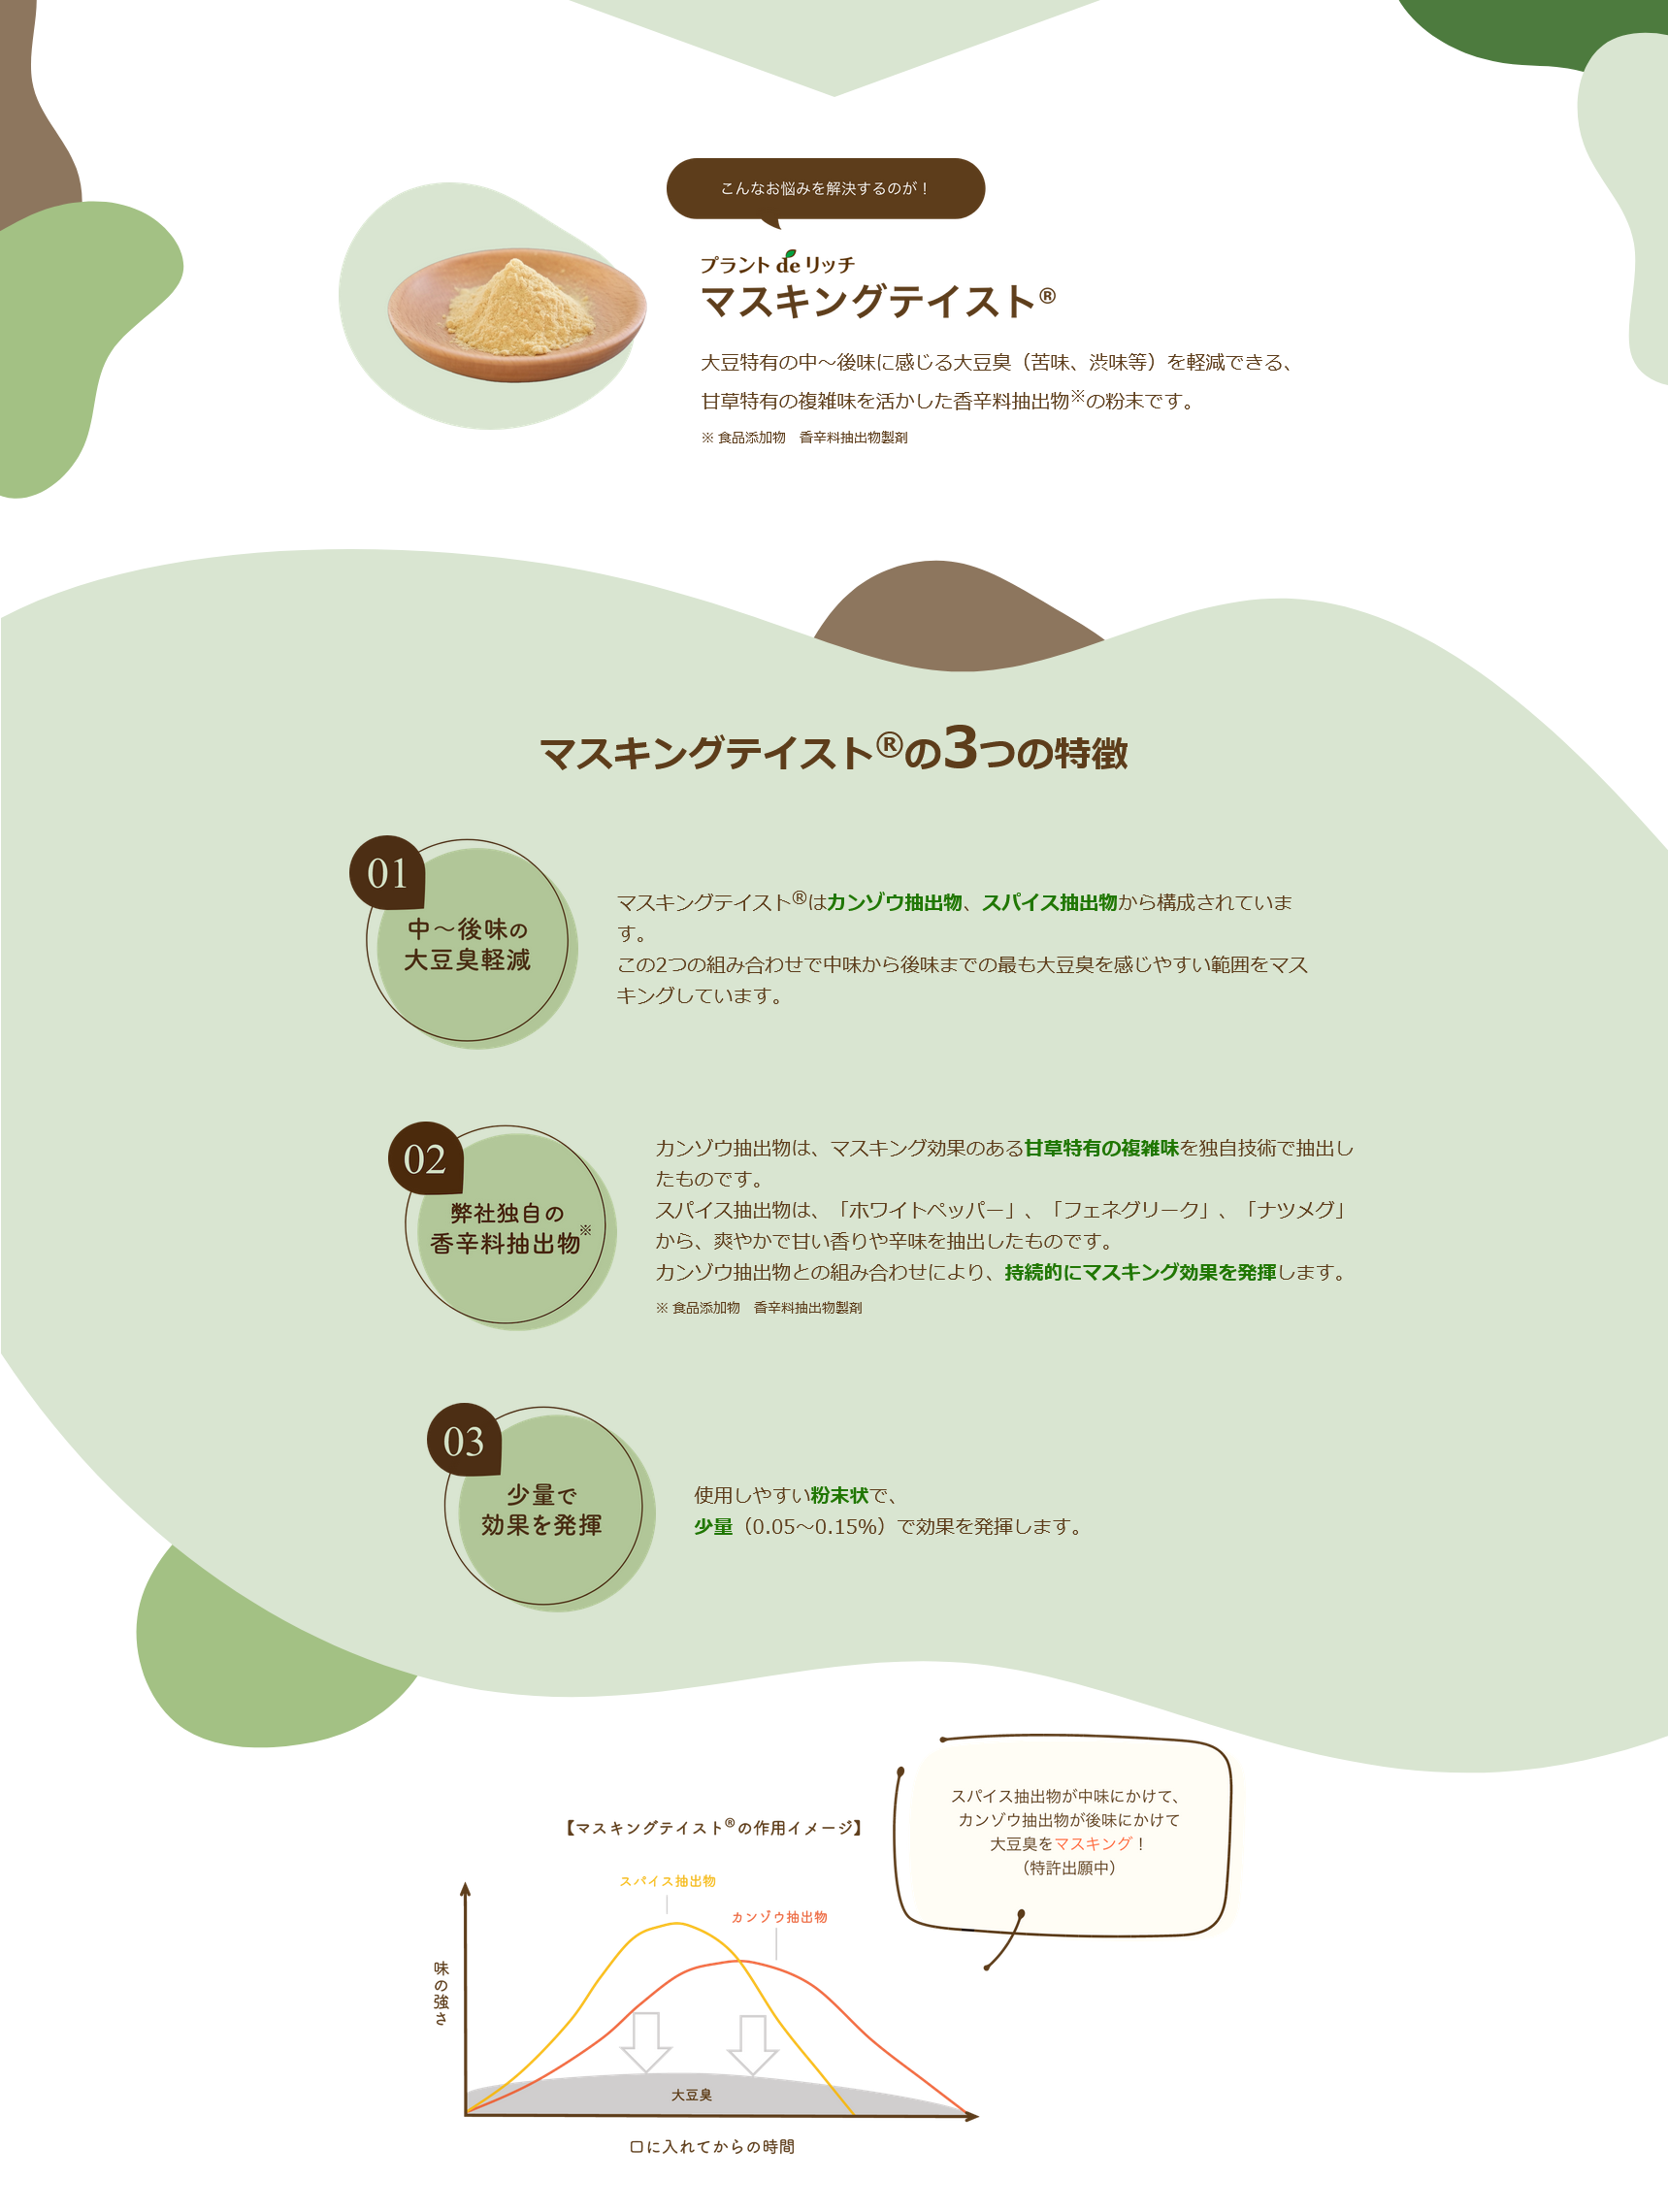 こんなお悩みを解決するのが！
プラント de リッチ
マスキングテイスト®
大豆特有の中～後味に感じる大豆臭（苦味、渋味等）を軽減できる、
甘草特有の複雑味を活かした香辛料抽出物※の粉末です。
※ 食品添加物　香辛料抽出物製剤
マスキングテイスト®の3つの特徴
01
中～後味の
大豆臭軽減
マスキングテイスト®はカンゾウ抽出物、スパイス抽出物から構成されていま
す。
この2つの組み合わせで中味から後味までの最も大豆臭を感じやすい範囲をマス
キングしています。
02
弊社独自の
香辛料抽出物※
カンゾウ抽出物は、マスキング効果のある甘草特有の複雑味を独自技術で抽出し
たものです。
スパイス抽出物は、「ホワイトペッパー」、「フェネグリーク」、「ナツメグ」
から、爽やかで甘い香りや辛味を抽出したものです。
カンゾウ抽出物との組み合わせにより、持続的にマスキング効果を発揮します。
※ 食品添加物　香辛料抽出物製剤
03
少量で
効果を発揮
使用しやすい粉末状で、
少量（0.05～0.15%）で効果を発揮します。
スパイス抽出物が中味にかけて、
カンゾウ抽出物が後味にかけて
大豆臭をマスキング！
（特許出願中）
【マスキングテイスト®の作用イメージ】
スパイス抽出物
カンゾウ抽出物
味の強さ
大豆臭
口に入れてからの時間